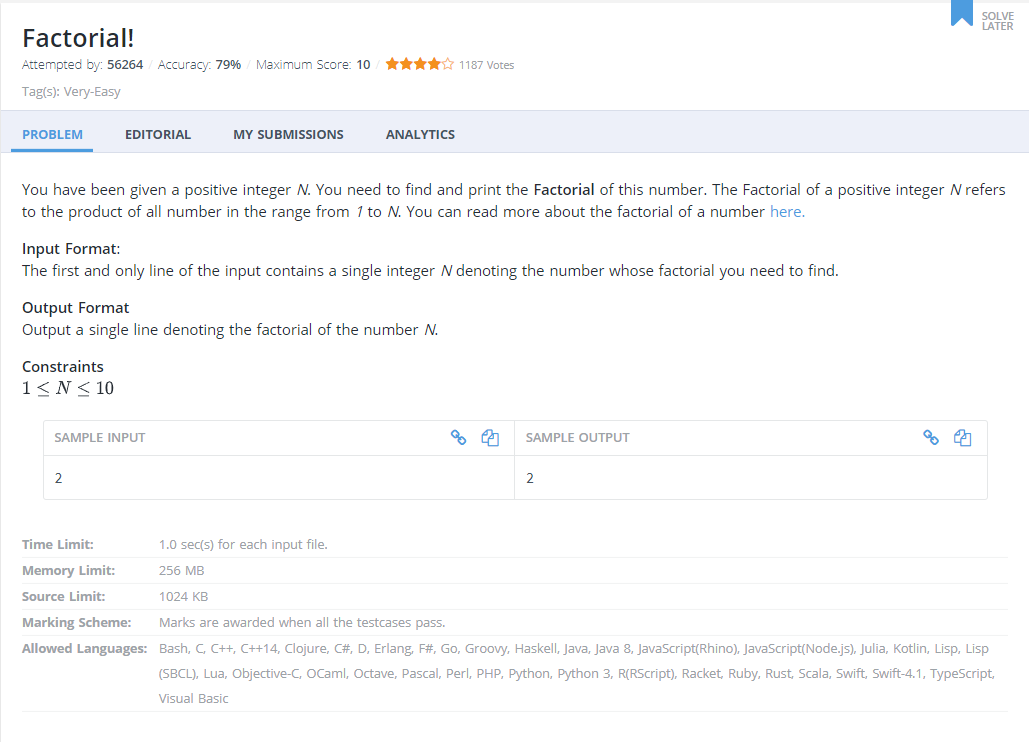 SOLVE
LATER
Factorial!
Attempted by: 56264 / Accuracy: 79% / Maximum Score: 10 / 1187 Votes
Tag(s): Very-Easy
PROBLEM EDITORIAL MY SUBMISSIONS ANALYTICS
You have been given a positive integer N. You need to find and print the Factorial of this number. The Factorial of a positive integer N refers
to the product of all number in the range from 1 to N. You can read more about the factorial of a number here.
Input Format:
The first and only line of the input contains a single integer N denoting the number whose factorial you need to find.
Output Format
Output a single line denoting the factorial of the number N.
Constraints
1 ≤ N ≤ 10
SAMPLE INPUT SAMPLE OUTPUT
2 2
Time Limit: 1.0 sec(s) for each input file.
Memory Limit: 256 MB
Source Limit: 1024 KB
Marking Scheme: Marks are awarded when all the testcases pass.
Allowed Languages: Bash, C, C++, C++14, Clojure, C#, D, Erlang, F#, Go, Groovy, Haskell, Java, Java 8, JavaScript(Rhino), JavaScript(Node.js), Julia, Kotlin, Lisp, Lisp
(SBCL), Lua, Objective-C, OCaml, Octave, Pascal, Perl, PHP, Python, Python 3, R(RScript), Racket, Ruby, Rust, Scala, Swift, Swift-4.1, TypeScript,
Visual Basic